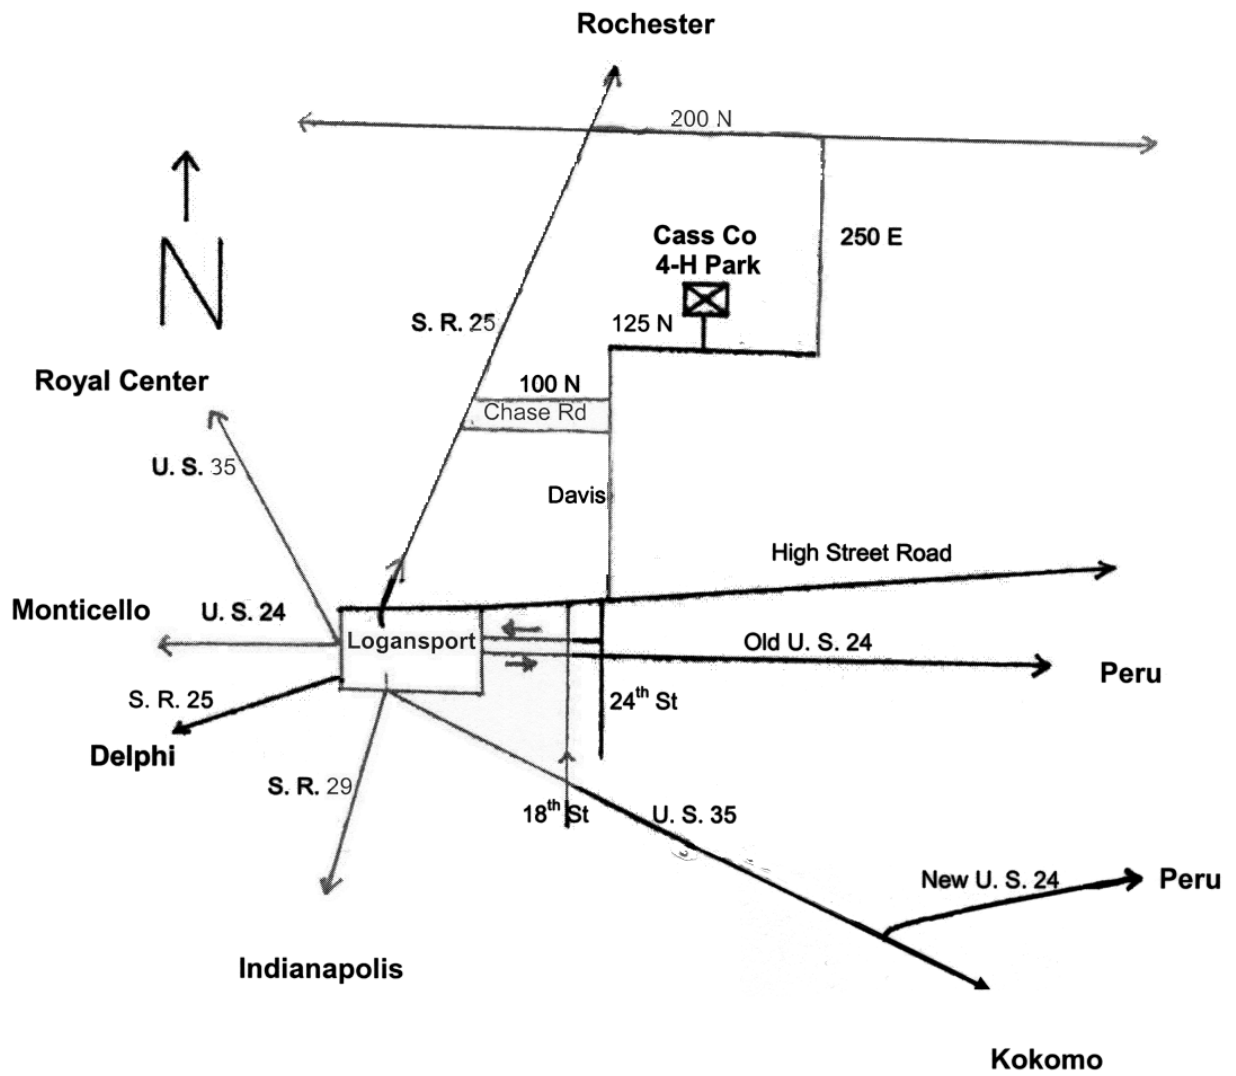 Rochester
200 N
Cass Co
4-H Park
250 E
S. R. 25
125 N
Royal Center
100 N
Chase Rd
U. S. 35
Davis
High Street Road
Monticello
U. S. 24
Logansport
Old U. S. 24
Peru
S. R. 25
24th St
Delphi
S. R. 29
18th St
U. S. 35
New U. S. 24
Peru
Indianapolis
Kokomo
N